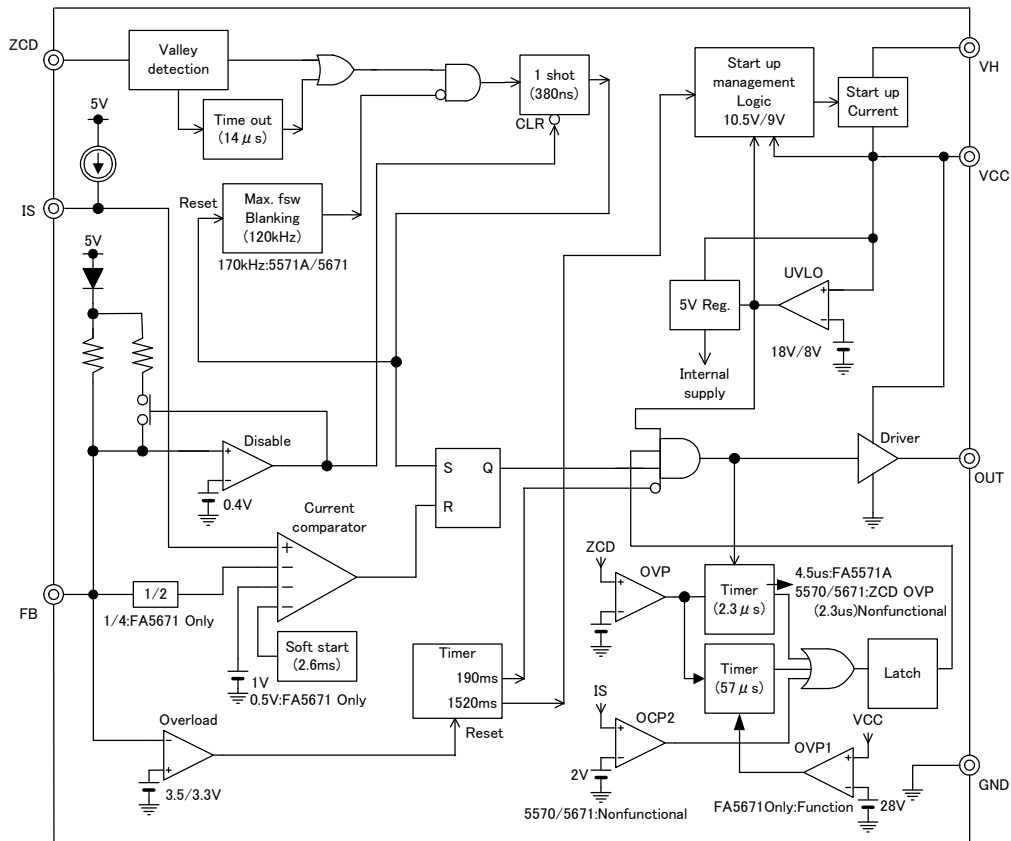 ZCD
Valley
detection
Time out
(14μs)
5V
IS
1 shot
(380ns)
CLR
Start up
management
Logic
10.5V/9V
Start up
Current
VH
VCC
Reset
Max. fsw
Blanking
(120kHz)
170kHz:5571A/5671
5V
UVLO
+
−
5V Reg.
18V/8V
Internal
supply
Disable
+
−
0.4V
S
Q
R
Driver
OUT
Current
comparator
+
−
−
−
FB
1/2
1/4:FA5671 Only
Soft start
(2.6ms)
1V
0.5V:FA5671 Only
ZCD
OVP
+
−
Timer
(2.3μs)
4.5us:FA5571A
5570/5671:ZCD OVP
(2.3us)Nonfunctional
Timer
(57μs)
Latch
Timer
190ms
1520ms
Reset
IS
OCP2
+
−
2V
5570/5671:Nonfunctional
VCC
OVP1
+
−
28V
FA5671Only:Function
GND
Overload
−
+
3.5/3.3V